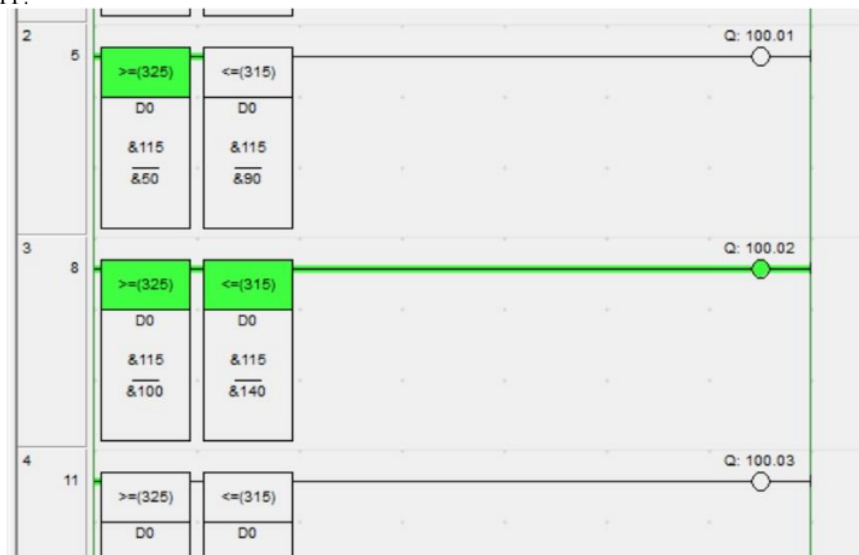 2
Q: 100.01
5
>=(325) <=(315)
D0 D0
&115 &115
&50 &90
3
Q: 100.02
8
>=(325) <=(315)
D0 D0
&115 &115
&100 &140
4
Q: 100.03
11
>=(325) <=(315)
D0 D0